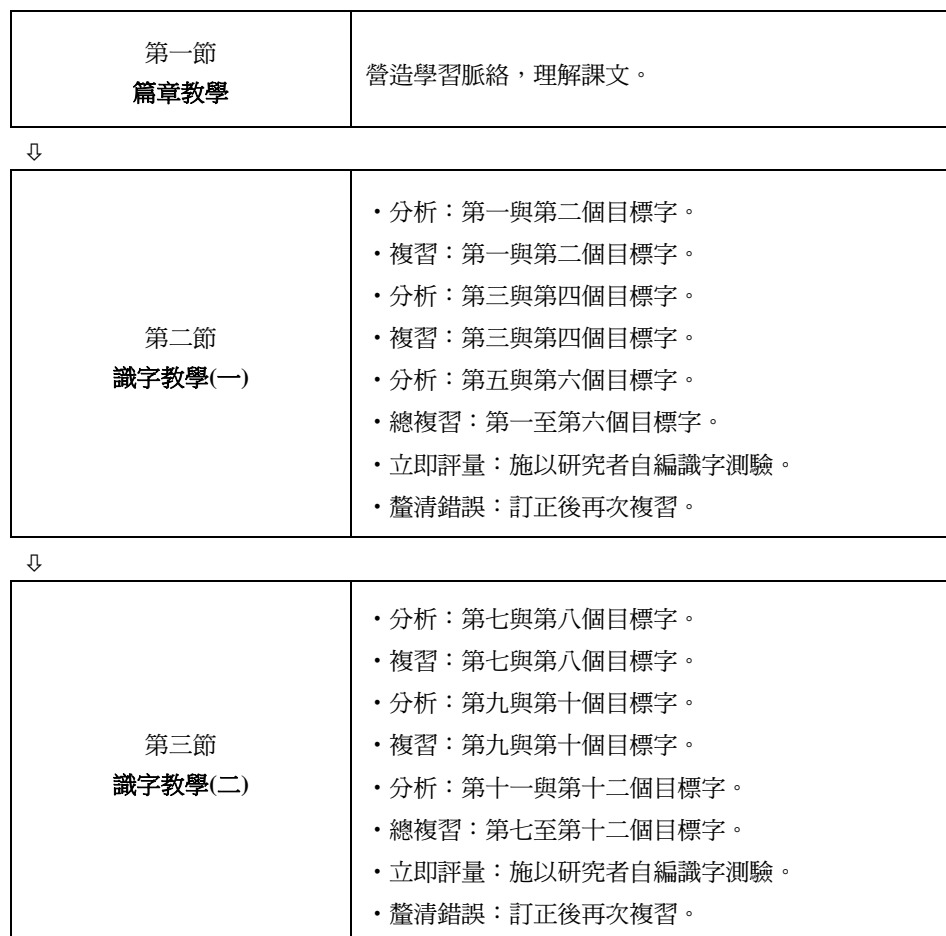 第一節
篇章教學
營造學習脈絡，理解課文。
⇩
第二節
識字教學(一)
・分析：第一與第二個目標字。
・複習：第一與第二個目標字。
・分析：第三與第四個目標字。
・複習：第三與第四個目標字。
・分析：第五與第六個目標字。
・總複習：第一至第六個目標字。
・立即評量：施以研究者自編識字測驗。
・釐清錯誤：訂正後再次複習。
⇩
第三節
識字教學(二)
・分析：第七與第八個目標字。
・複習：第七與第八個目標字。
・分析：第九與第十個目標字。
・複習：第九與第十個目標字。
・分析：第十一與第十二個目標字。
・總複習：第七至第十二個目標字。
・立即評量：施以研究者自編識字測驗。
・釐清錯誤：訂正後再次複習。